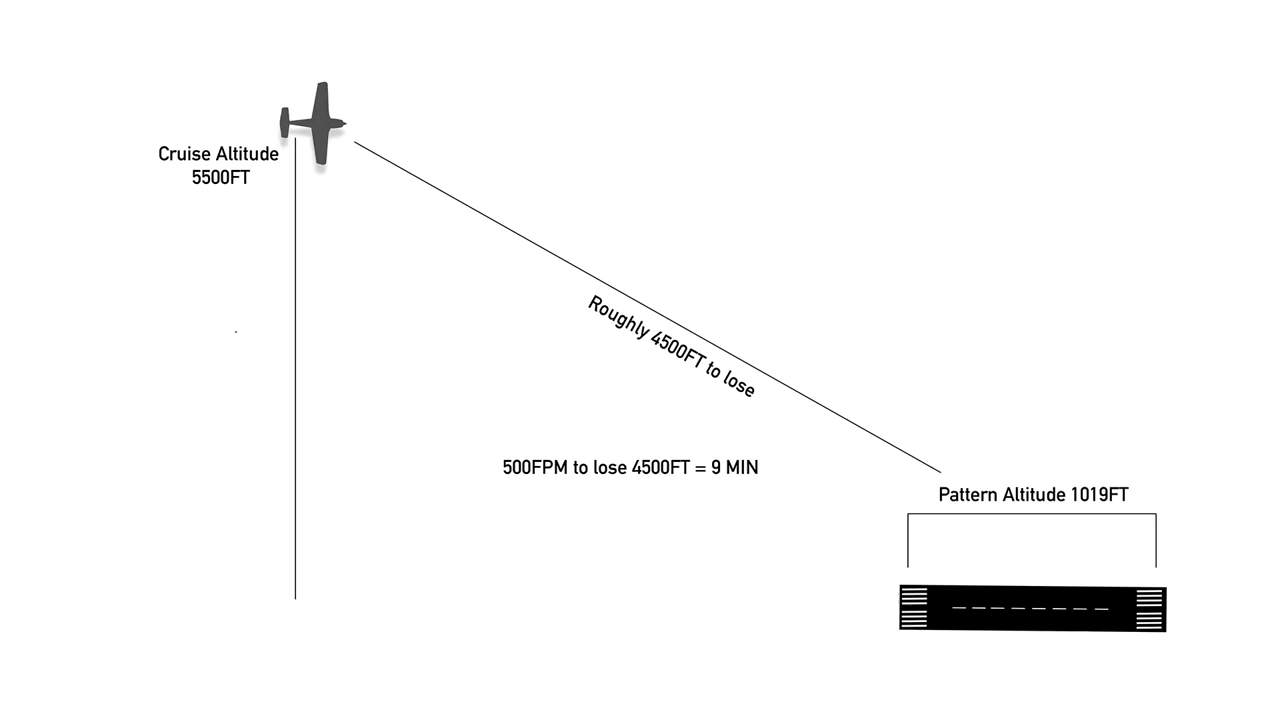 Cruise Altitude
5500FT
Roughly 4500FT to lose
500FPM to lose 4500FT = 9 MIN
Pattern Altitude 1019FT